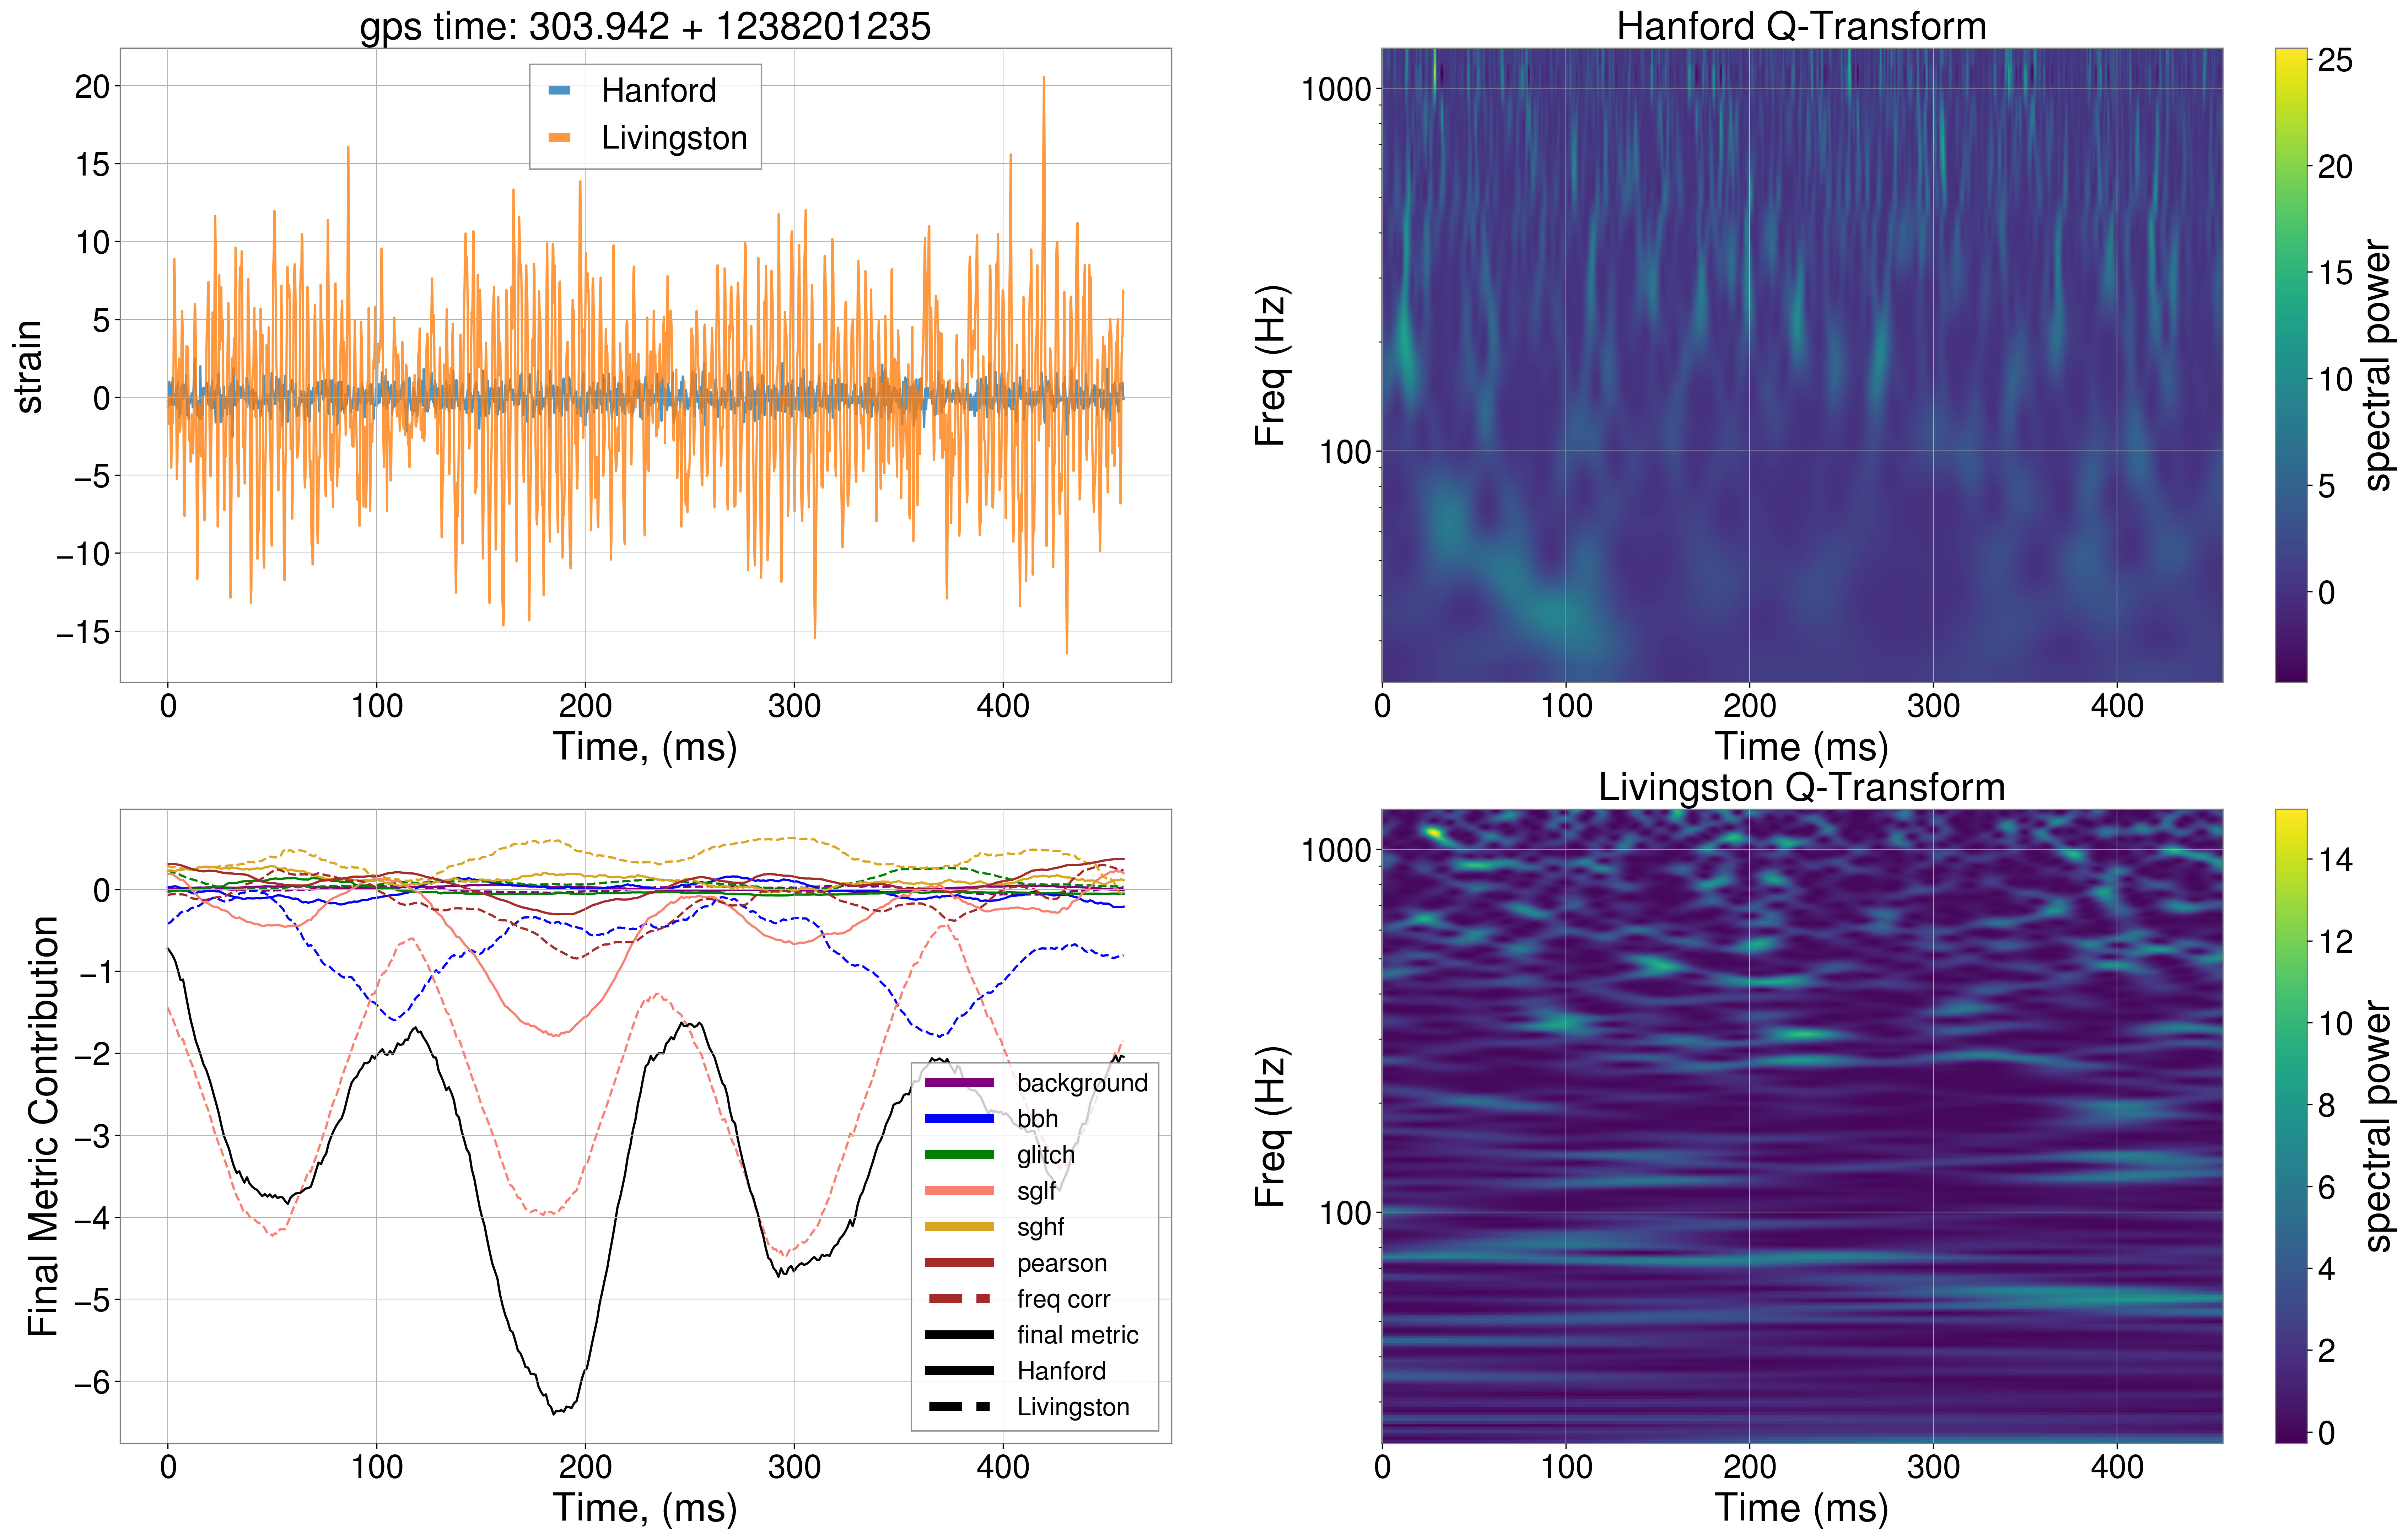 gps time: 303.942 + 1238201235
Hanford
Livingston
20
15
10
5
0
−5
−10
−15
strain
0 100 200 300 400
Time, (ms)
Hanford Q-Transform
1000
100
Freq (Hz)
0 100 200 300 400
Time (ms)
25
20
15
10
5
0
spectral power
0
−1
−2
−3
−4
−5
−6
Final Metric Contribution
background
bbh
glitch
sglf
sghf
pearson
freq corr
final metric
Hanford
Livingston
0 100 200 300 400
Time, (ms)
Livingston Q-Transform
1000
100
Freq (Hz)
0 100 200 300 400
Time (ms)
14
12
10
8
6
4
2
0
spectral power